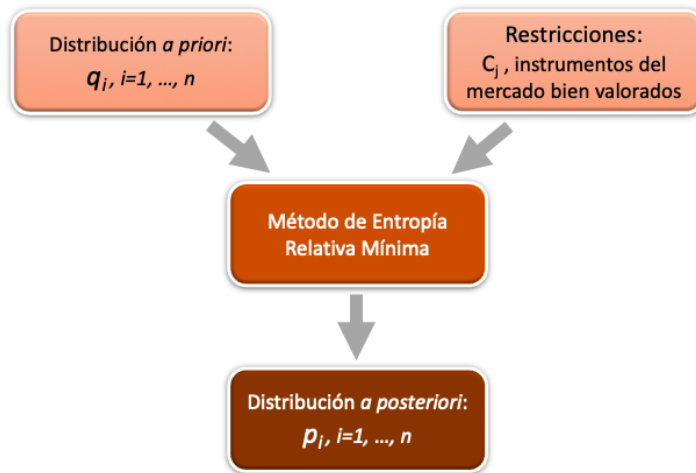 Distribución a priori:
qi, i=1, ..., n
Restricciones:
Cj , instrumentos del
mercado bien valorados
Método de Entropía
Relativa Mínima
Distribución a posteriori:
pi, i=1, ..., n